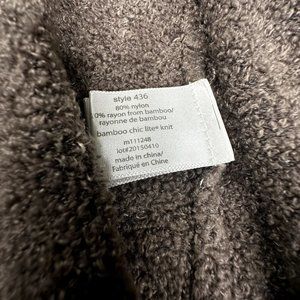 style 436
80% nylon
0% rayon from bamboo/
rayonne de bambou
bamboo chic lite® knit
m11124B
lot#20150410
made in china/
Fabriqué en Chine